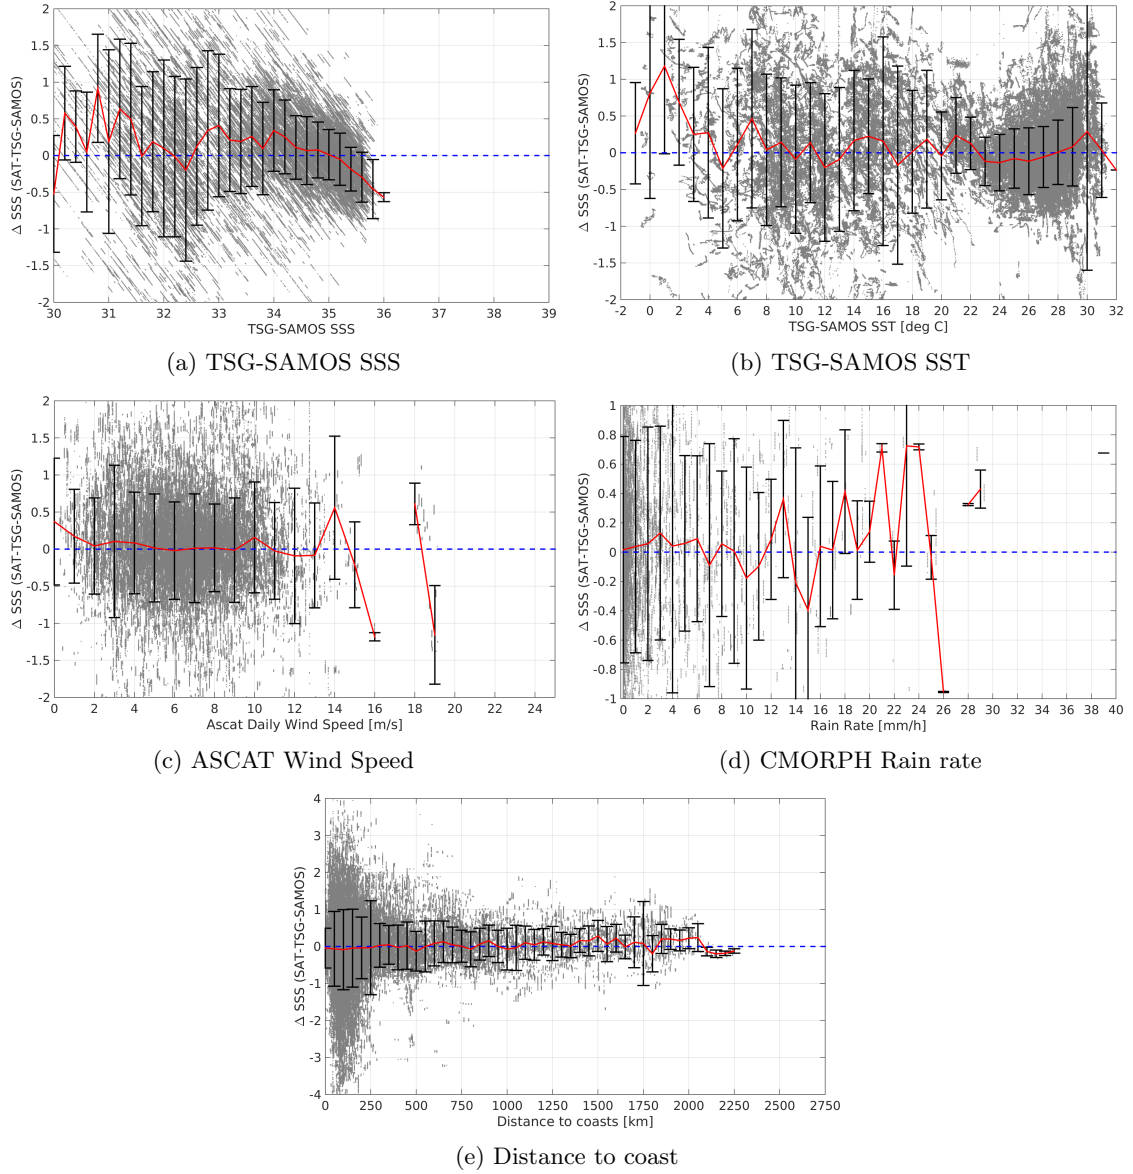 2
1.5
1
0.5
0
-0.5
-1
-1.5
-2
Δ SSS (SAT-TSG-SAMOS)
30 31 32 33 34 35 36 37 38 39
TSG-SAMOS SSS
(a) TSG-SAMOS SSS
2
1.5
1
0.5
0
-0.5
-1
-1.5
-2
Δ SSS (SAT-TSG-SAMOS)
-2 0 2 4 6 8 10 12 14 16 18 20 22 24 26 28 30 32
TSG-SAMOS SST [deg C]
(b) TSG-SAMOS SST
2
1.5
1
0.5
0
-0.5
-1
-1.5
-2
Δ SSS (SAT-TSG-SAMOS)
0 2 4 6 8 10 12 14 16 18 20 22 24
Ascat Daily Wind Speed [m/s]
(c) ASCAT Wind Speed
1
0.8
0.6
0.4
0.2
0
-0.2
-0.4
-0.6
-0.8
-1
Δ SSS (SAT-TSG-SAMOS)
0 2 4 6 8 10 12 14 16 18 20 22 24 26 28 30 32 34 36 38 40
Rain Rate [mm/h]
(d) CMORPH Rain rate
4
3
2
1
0
-1
-2
-3
-4
Δ SSS (SAT-TSG-SAMOS)
0 250 500 750 1000 1250 1500 1750 2000 2250 2500 2750
Distance to coasts [km]
(e) Distance to coast